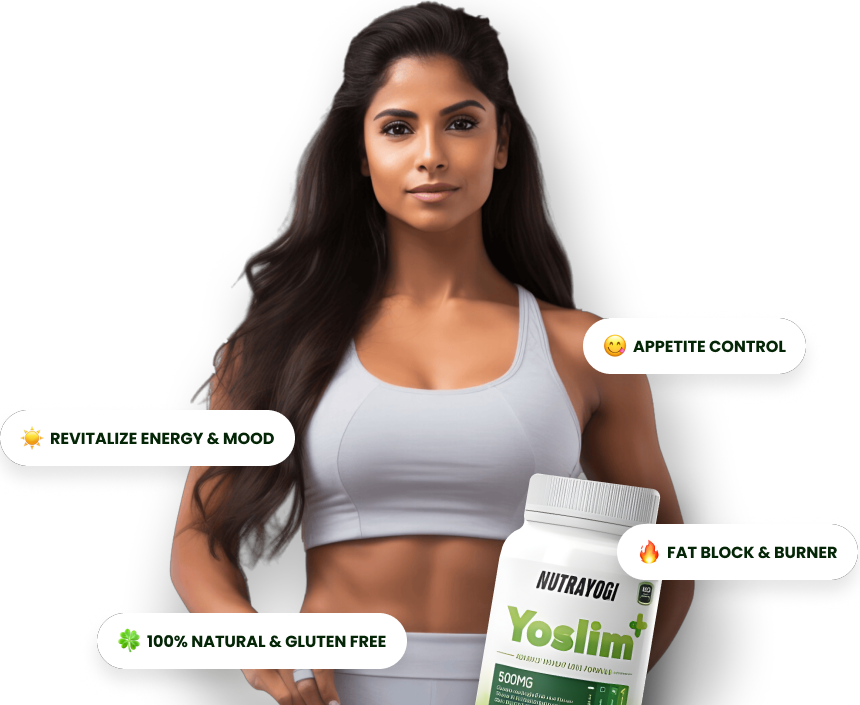 😋 APPETITE CONTROL
☀️ REVITALIZE ENERGY & MOOD
🔥 FAT BLOCK & BURNER
NUTRAYOGI
Yoslim+
500MG
🍀 100% NATURAL & GLUTEN FREE